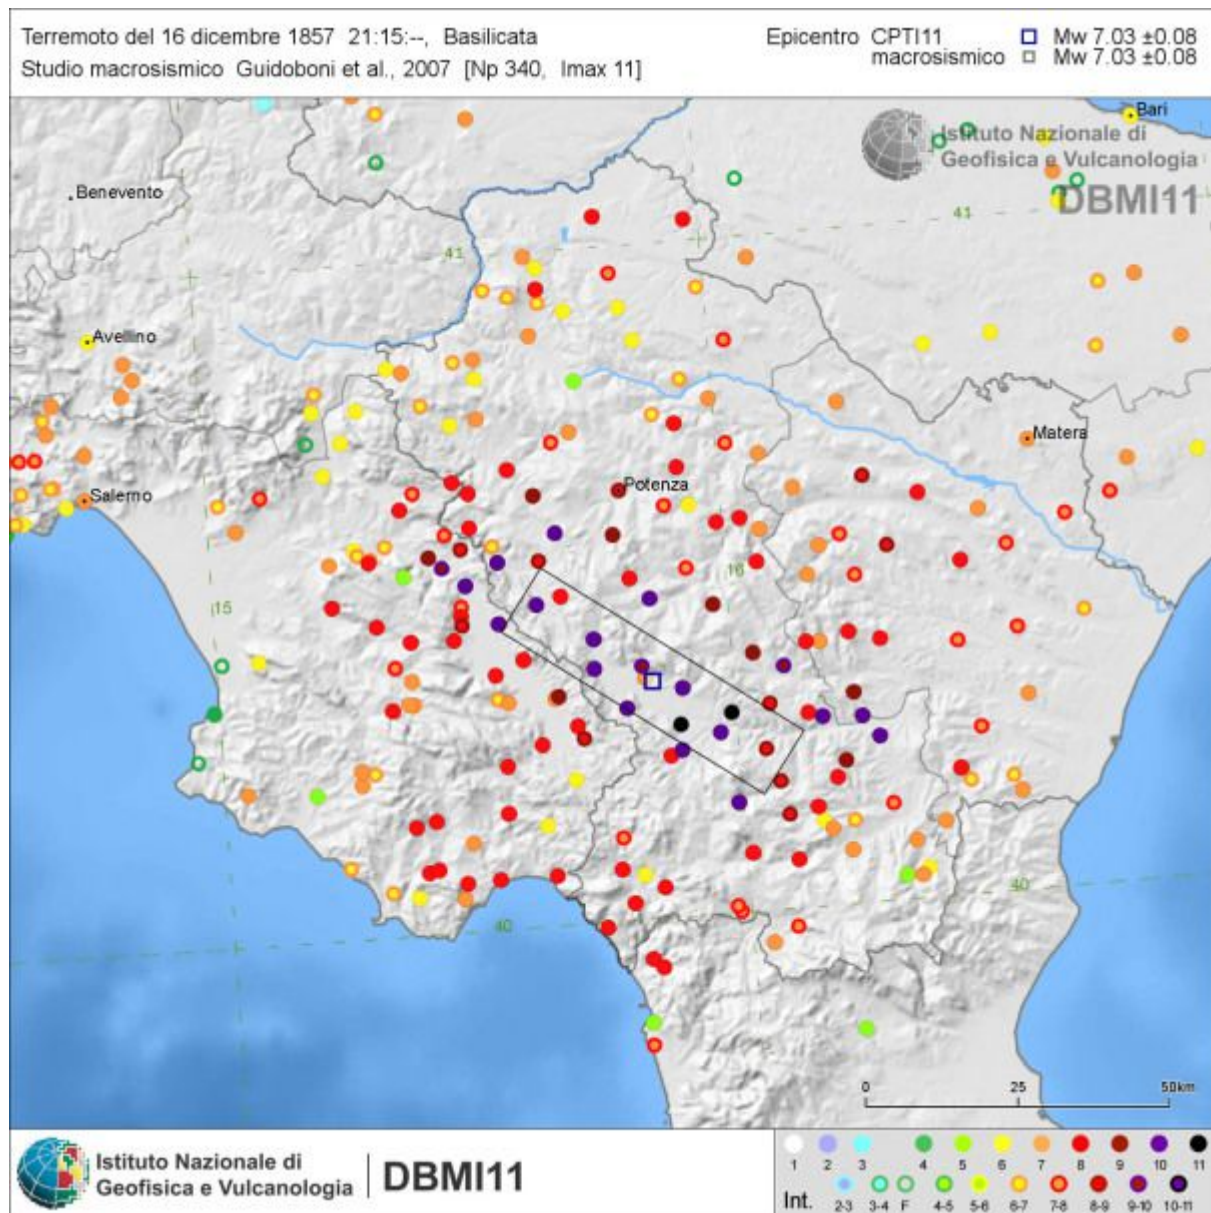 Terremoto del 16 dicembre 1857 21:15:--, Basilicata
Studio macrosismico Guidoboni et al., 2007 [Np 340, Imax 11]
Epicentro CPTI11 Mw 7.03 ±0.08
macrosismico Mw 7.03 ±0.08
Bari
Istituto Nazionale di
Geofisica e Vulcanologia
DBMI11
Benevento
41
41
Avellino
Matera
Salerno
Potenza
16
15
40
40
0 25 50km
Istituto Nazionale di
Geofisica e Vulcanologia
DBMI11
1 2 3 4 5 6 7 8 9 10 11
Int. 2-3 3-4 F 4-5 5-6 6-7 7-8 8-9 9-10 10-11